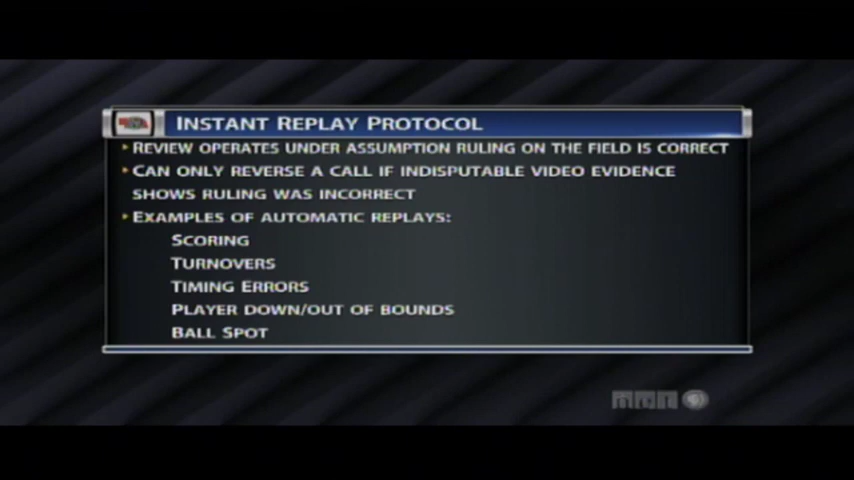 INSTANT REPLAY PROTOCOL
REVIEW OPERATES UNDER ASSUMPTION RULING ON THE FIELD IS CORRECT
CAN ONLY REVERSE A CALL IF INDISPUTABLE VIDEO EVIDENCE
SHOWS RULING WAS INCORRECT
EXAMPLES OF AUTOMATIC REPLAYS:
SCORING
TURNOVERS
TIMING ERRORS
PLAYER DOWN/OUT OF BOUNDS
BALL SPOT